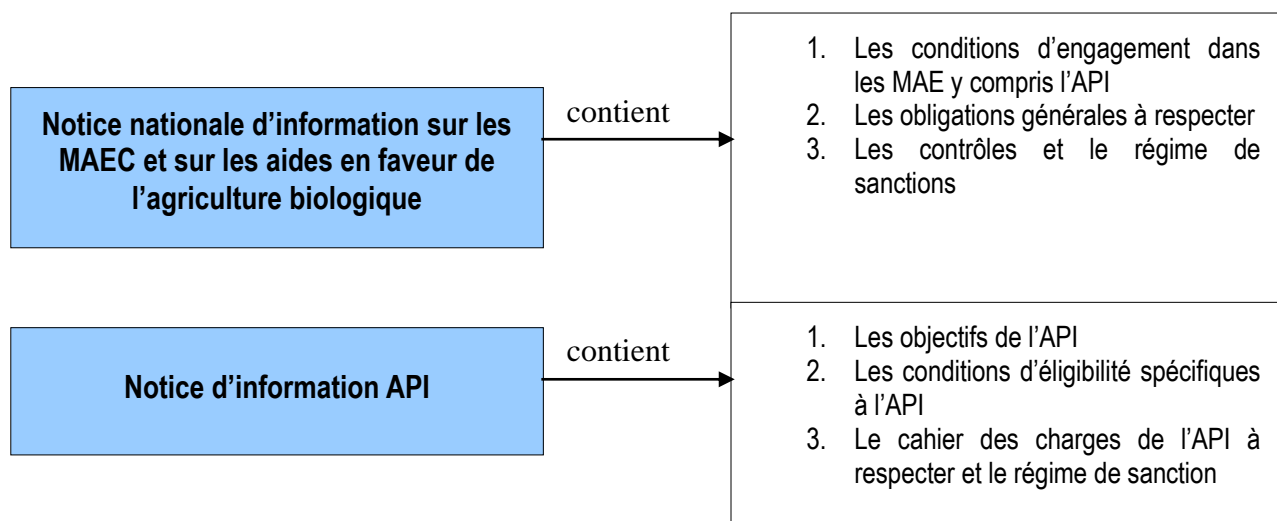 Notice nationale d'information sur les
MAEC et sur les aides en faveur de
l'agriculture biologique
contient
1. Les conditions d'engagement dans
les MAE y compris l'API
2. Les obligations générales à respecter
3. Les contrôles et le régime de
sanctions
Notice d'information API
contient
1. Les objectifs de l'API
2. Les conditions d'éligibilité spécifiques
à l'API
3. Le cahier des charges de l'API à
respecter et le régime de sanction